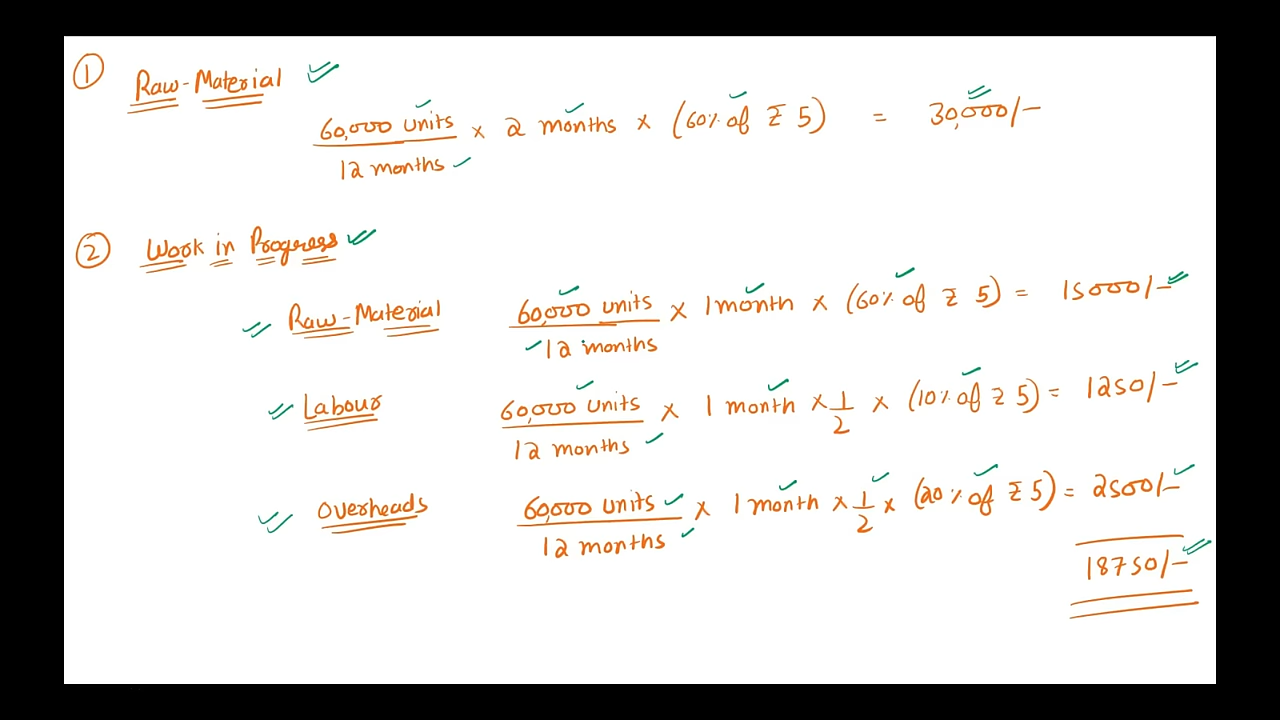 ① Raw-Material
60,000 units / 12 months × 2 months × (60% of ₹ 5) = 30,000/-
② Work in Progress
Raw-Material 60,000 units / 12 months × 1 month × (60% of ₹ 5) = 15000/-
Labour 60,000 units / 12 months × 1 month × 1/2 × (10% of ₹ 5) = 1250/-
Overheads 60,000 units / 12 months × 1 month × 1/2 × (20% of ₹ 5) = 2500/-
18750/-